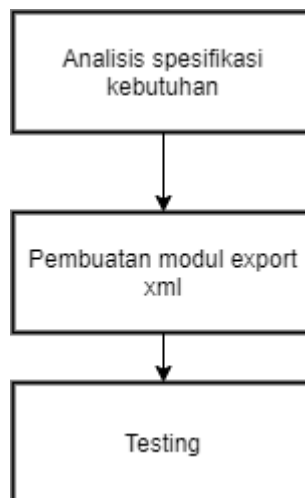 Analisis spesifikasi
kebutuhan
Pembuatan modul export
xml
Testing